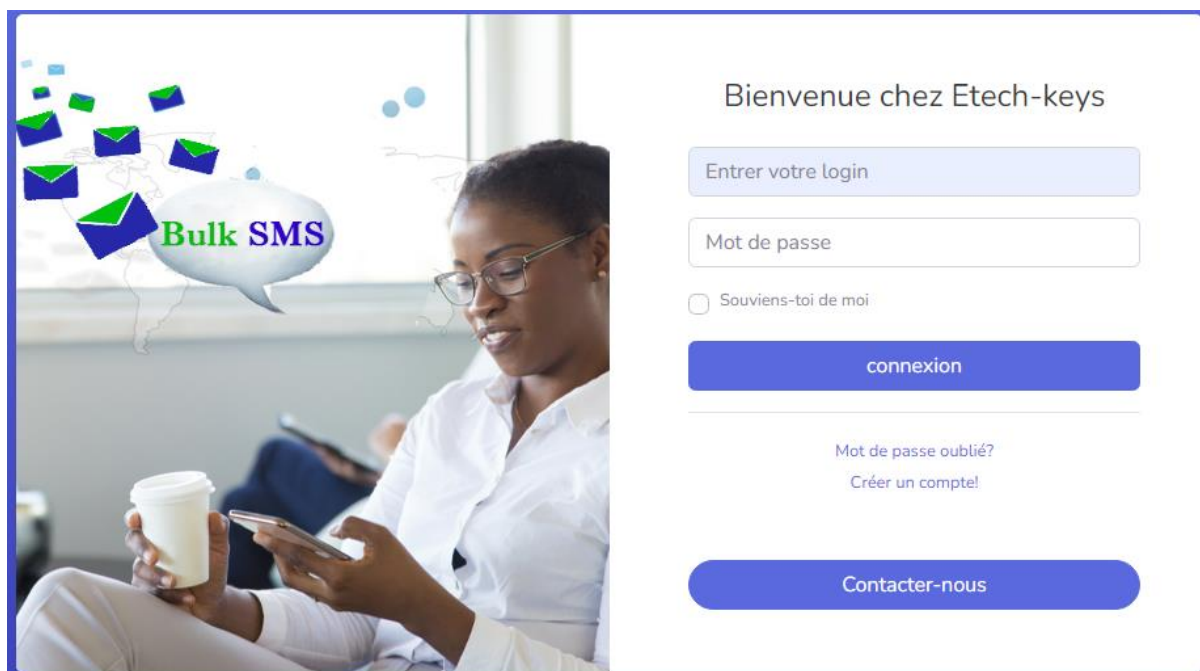 Bulk SMS
Bienvenue chez Etech-keys
Entrer votre login
Mot de passe
Souviens-toi de moi
connexion
Mot de passe oublié?
Créer un compte!
Contacter-nous